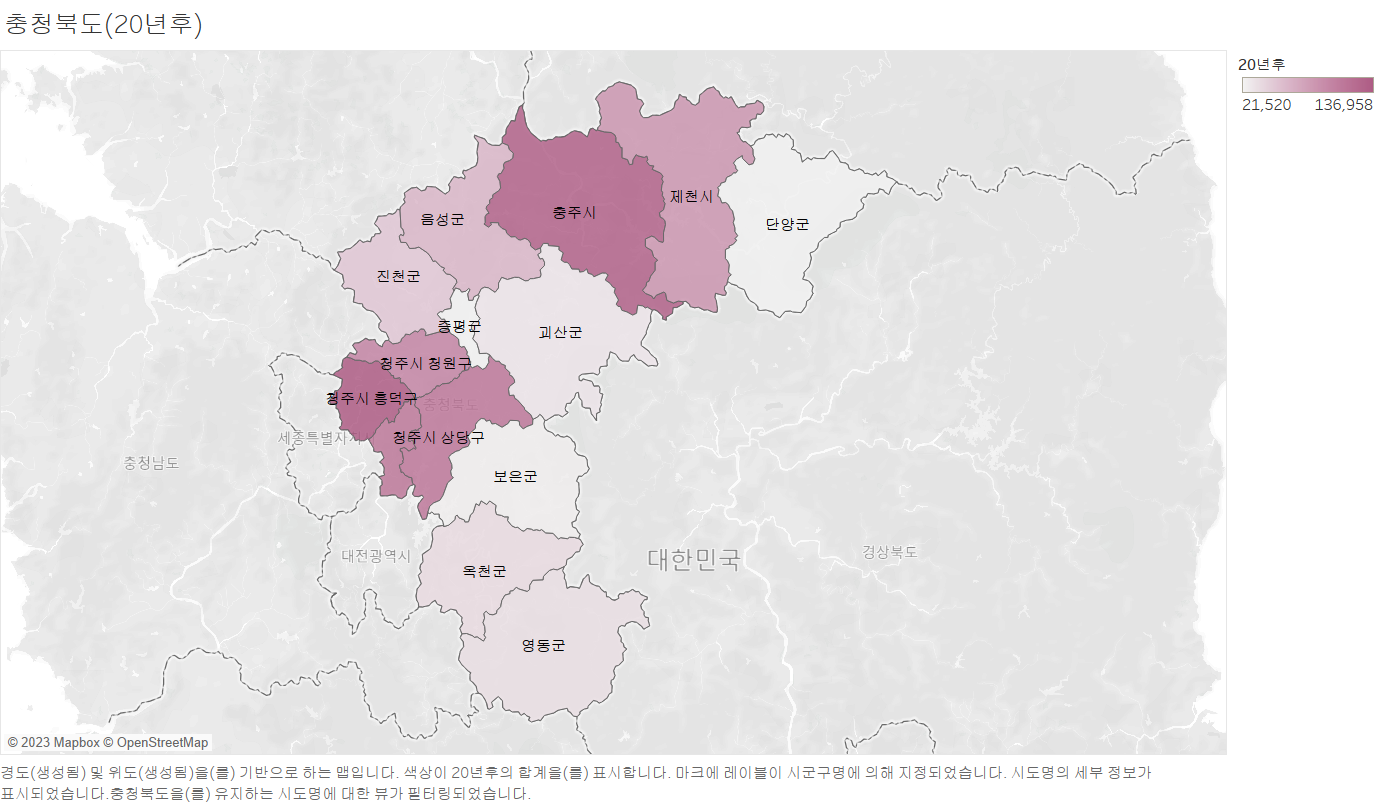 충청북도(20년후)
20년후
21,520 136,958
제천시
충주시
음성군
단양군
진천군
증평군
괴산군
청주시 청원구
청주시 흥덕구
충청북도
청주시 상당구
세종특별자치
충청남도
보은군
대전광역시
대한민국
경상북도
옥천군
영동군
© 2023 Mapbox © OpenStreetMap
경도(생성됨) 및 위도(생성됨)을(를) 기반으로 하는 맵입니다. 색상이 20년후의 합계을(를) 표시합니다. 마크에 레이블이 시군구명에 의해 지정되었습니다. 시도명의 세부 정보가
표시되었습니다.충청북도을(를) 유지하는 시도명에 대한 뷰가 필터링되었습니다.